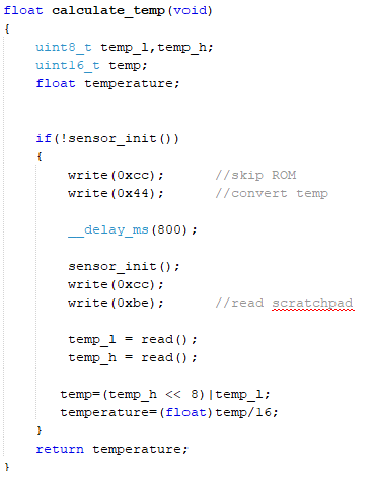 float calculate_temp(void)
{
uint8_t temp_l,temp_h;
uint16_t temp;
float temperature;
if(!sensor_init())
{
write(0xcc); //skip ROM
write(0x44); //convert temp
__delay_ms(800);
sensor_init();
write(0xcc);
write(0xbe); //read scratchpad
temp_l = read();
temp_h = read();
temp=(temp_h << 8)|temp_l;
temperature=(float)temp/16;
}
return temperature;
}